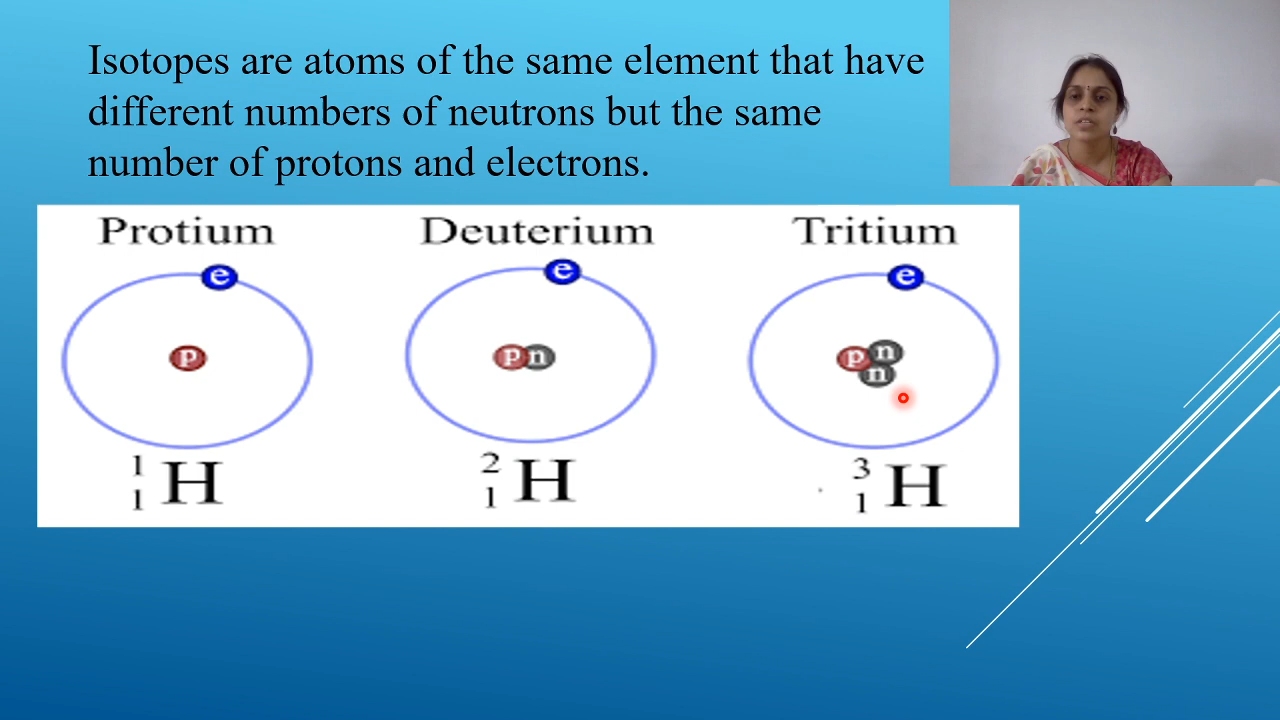 Isotopes are atoms of the same element that have
different numbers of neutrons but the same
number of protons and electrons.
Protium Deuterium Tritium
e e e
p p n p n
n
1 2 3
H H H
1 1 1